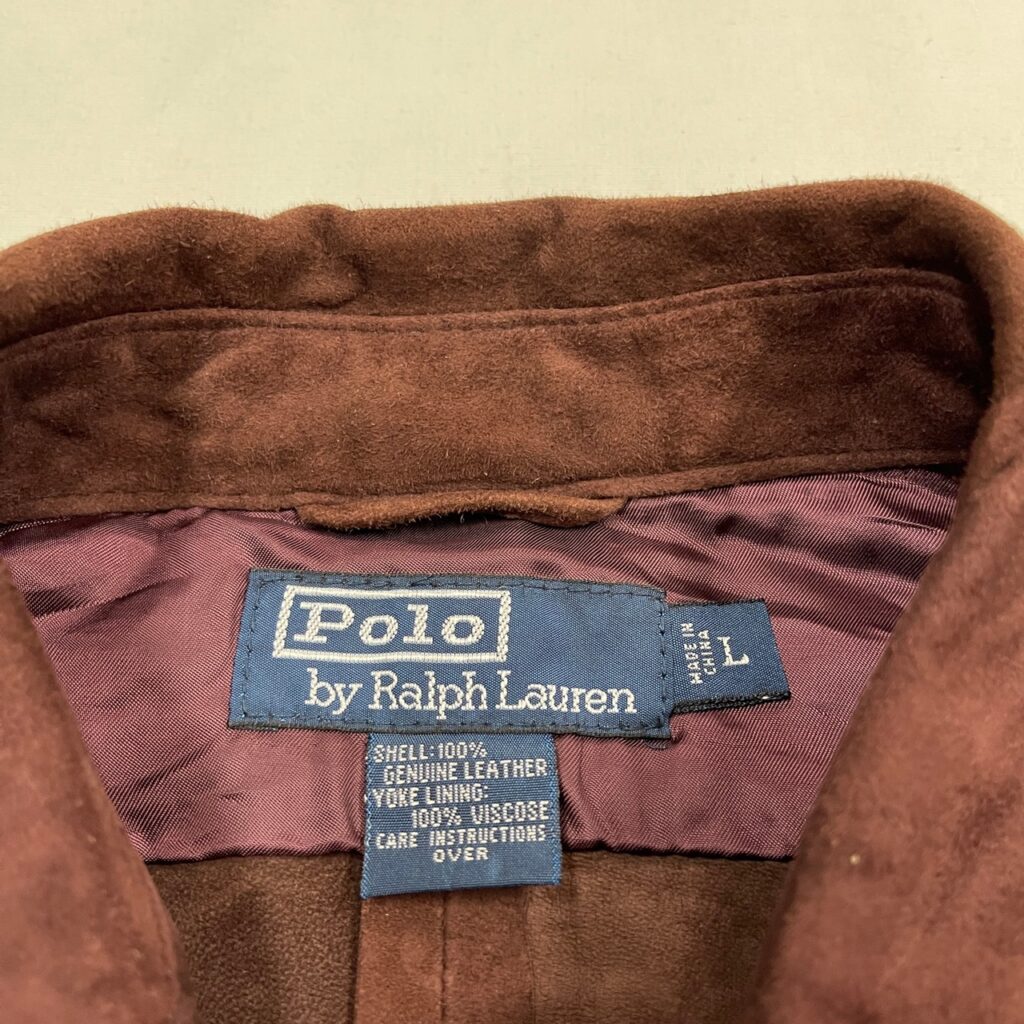 Polo
by Ralph Lauren
MADE IN
CHINA
L
SHELL: 100%
GENUINE LEATHER
YOKE LINING:
100% VISCOSE
CARE INSTRUCTIONS
OVER